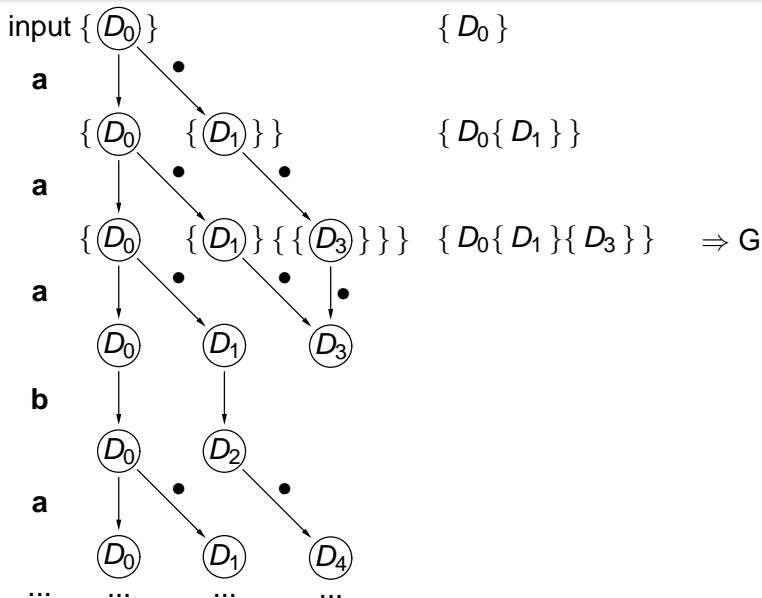 input { D₀ } { D₀ }
a •
{ D₀ { D₁ } } { D₀{ D₁ } }
a • •
{ D₀ { D₁ } { { D₃ } } } { D₀{ D₁ }{ D₃ } } ⇒ G
a • • •
D₀ D₁ D₃
b
D₀ D₂
a • •
D₀ D₁ D₄
... ... ... ...